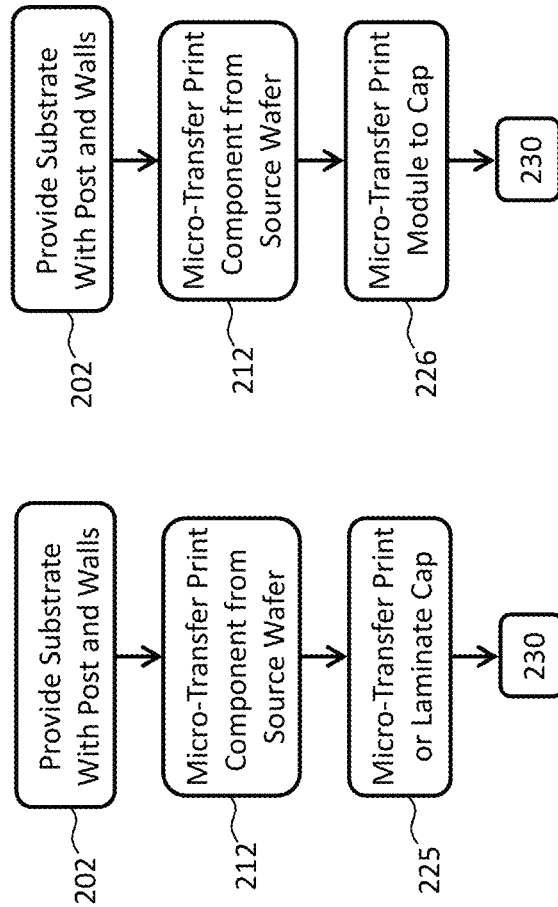 Provide Substrate
With Post and Walls
202
Micro-Transfer Print
Component from
Source Wafer
212
Micro-Transfer Print
or Laminate Cap
225
230
Provide Substrate
With Post and Walls
202
Micro-Transfer Print
Component from
Source Wafer
212
Micro-Transfer Print
Module to Cap
226
230